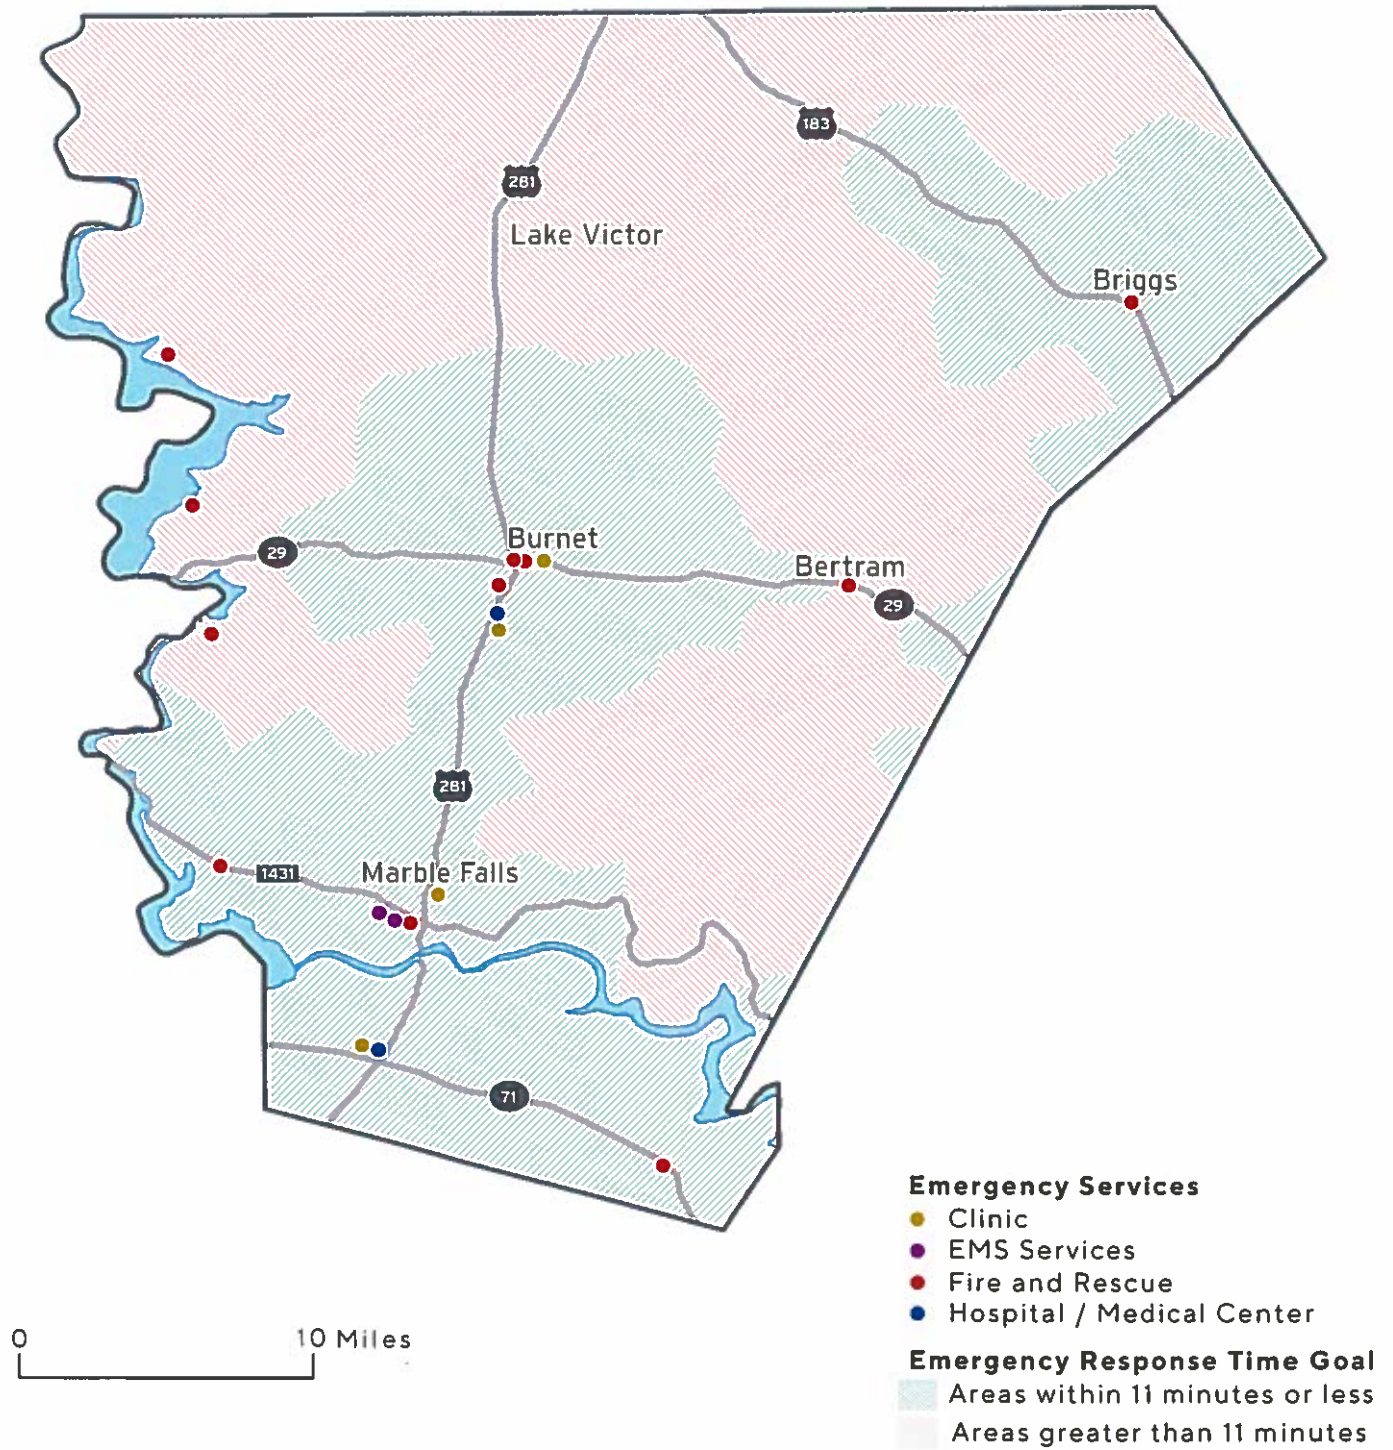 183
281
Lake Victor
Briggs
Burnet
29
Bertram
29
281
1431
Marble Falls
71
Emergency Services
Clinic
EMS Services
Fire and Rescue
Hospital / Medical Center
0 10 Miles
Emergency Response Time Goal
Areas within 11 minutes or less
Areas greater than 11 minutes